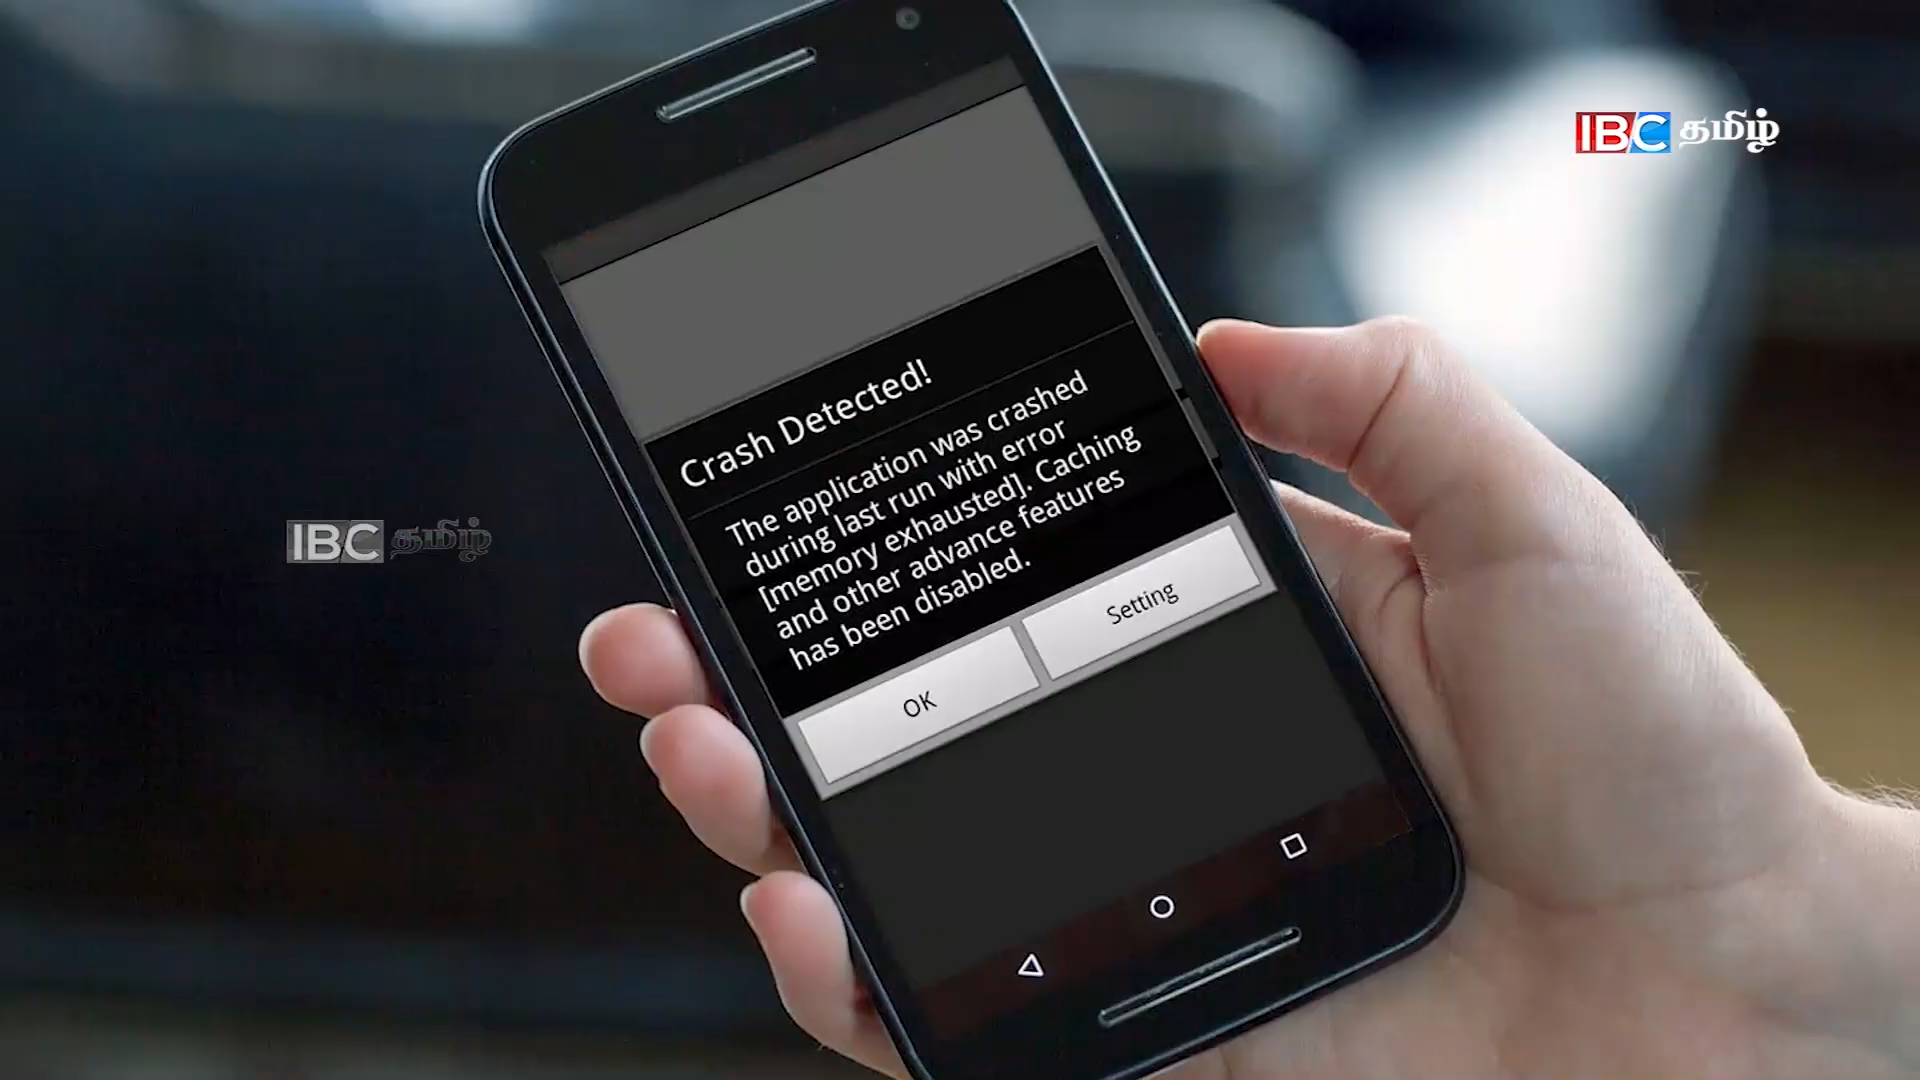 IBC தமிழ்
Crash Detected!
The application was crashed
during last run with error
[memory exhausted]. Caching
and other advance features
has been disabled.
OK
Setting
IBC தமிழ்